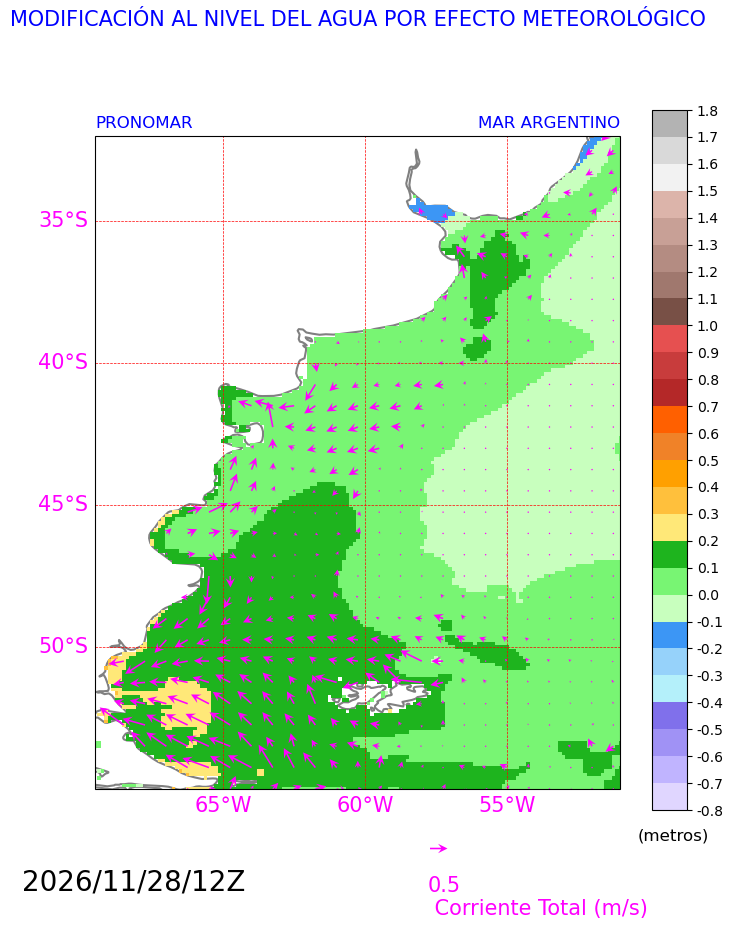 MODIFICACIÓN AL NIVEL DEL AGUA POR EFECTO METEOROLÓGICO
PRONOMAR MAR ARGENTINO
35°S
40°S
45°S
50°S
65°W 60°W 55°W
1.8
1.7
1.6
1.5
1.4
1.3
1.2
1.1
1.0
0.9
0.8
0.7
0.6
0.5
0.4
0.3
0.2
0.1
0.0
-0.1
-0.2
-0.3
-0.4
-0.5
-0.6
-0.7
-0.8
(metros)
2026/11/28/12Z
0.5
Corriente Total (m/s)